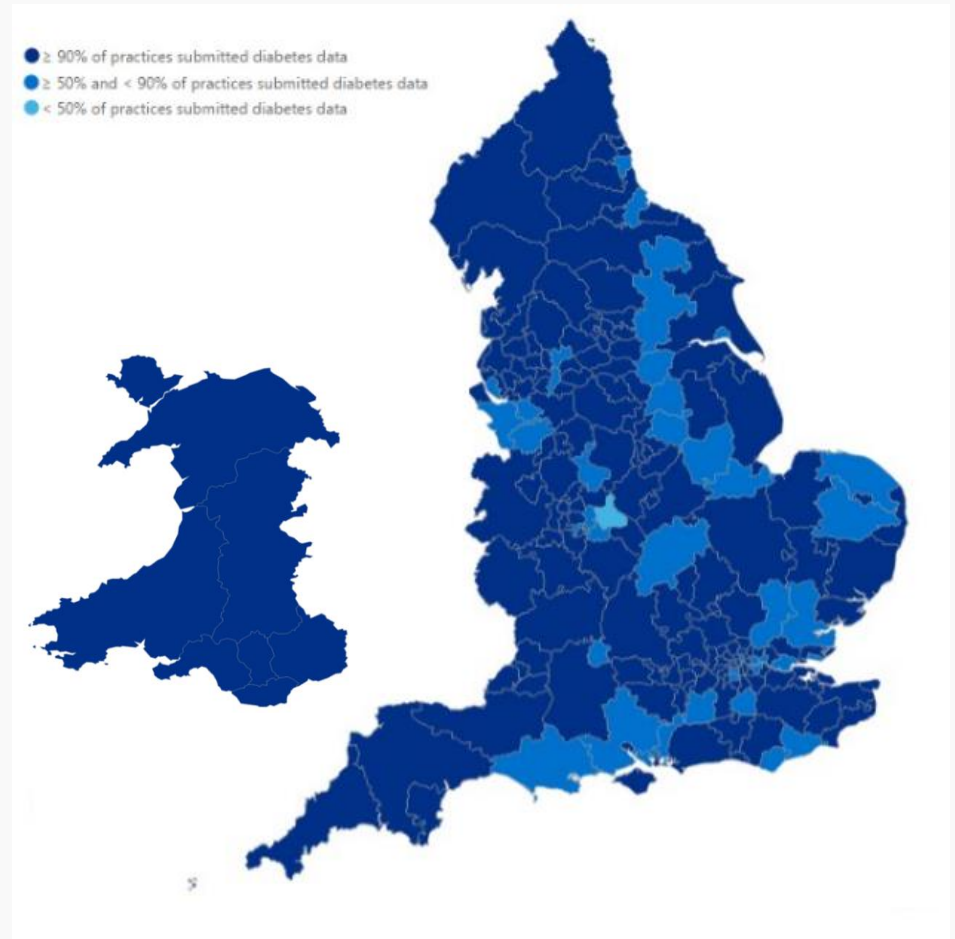 ≥ 90% of practices submitted diabetes data
≥ 50% and < 90% of practices submitted diabetes data
< 50% of practices submitted diabetes data